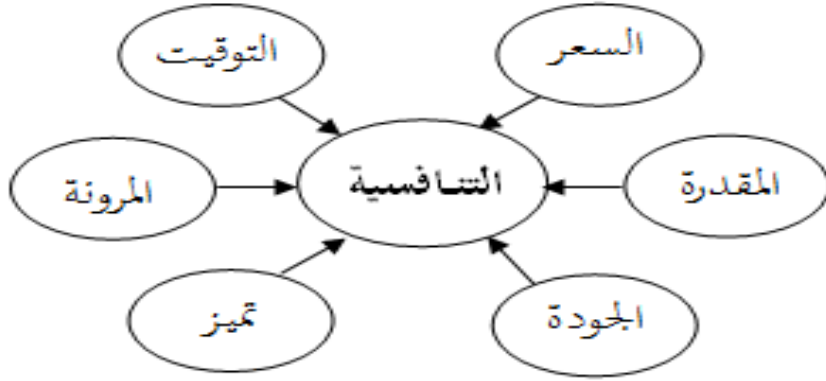 السعر
التوقيت
التنافسية
المقدرة
المرونة
الجودة
تميز